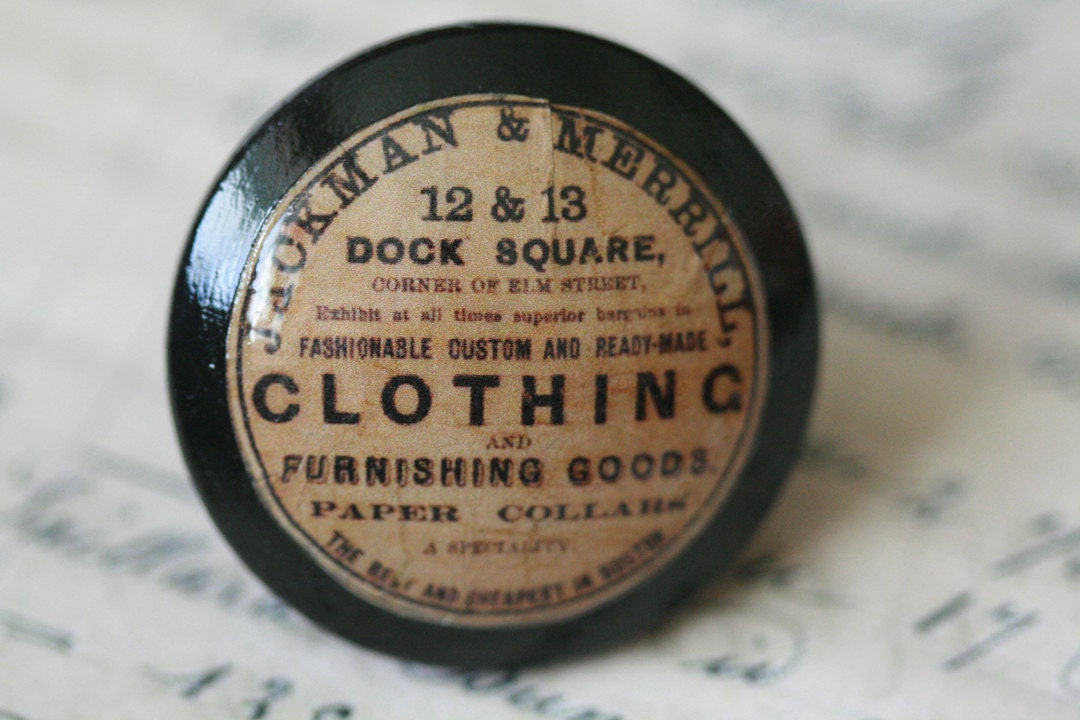 JACKMAN & MERRILL,
12 & 13
DOCK SQUARE,
CORNER OF ELM STREET,
Exhibit at all times superior bargains in
FASHIONABLE CUSTOM AND READY-MADE
CLOTHING
AND
FURNISHING GOODS.
PAPER COLLARS
A SPECIALITY.
THE BEST AND CHEAPEST IN BOSTON